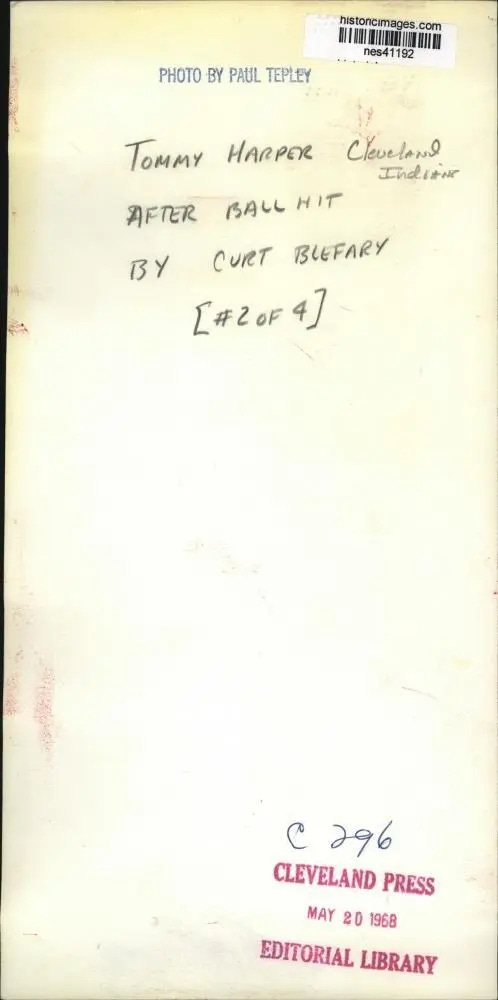 historicimages.com
nes41192
PHOTO BY PAUL TEPLEY
TOMMY HARPER Cleveland
Indians
AFTER BALL HIT
BY CURT BLEFARY
[#2 OF 4]
C 296
CLEVELAND PRESS
MAY 20 1968
EDITORIAL LIBRARY